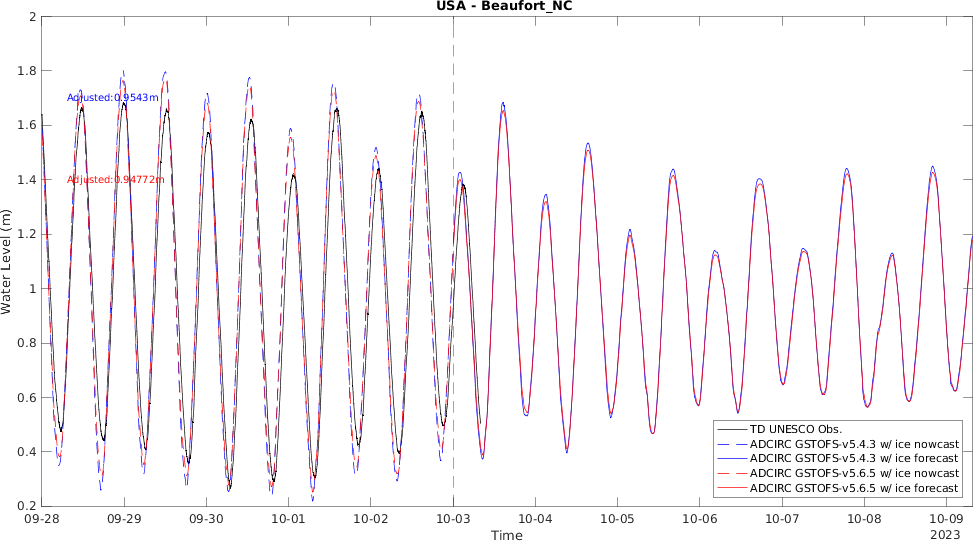 USA - Beaufort_NC
2
1.8
1.6
1.4
1.2
1
0.8
0.6
0.4
0.2
Water Level (m)
Adjusted:0.9543m
Adjusted:0.94772m
TD UNESCO Obs.
ADCIRC GSTOFS-v5.4.3 w/ ice nowcast
ADCIRC GSTOFS-v5.4.3 w/ ice forecast
ADCIRC GSTOFS-v5.6.5 w/ ice nowcast
ADCIRC GSTOFS-v5.6.5 w/ ice forecast
09-28 09-29 09-30 10-01 10-02 10-03 10-04 10-05 10-06 10-07 10-08 10-09
2023
Time